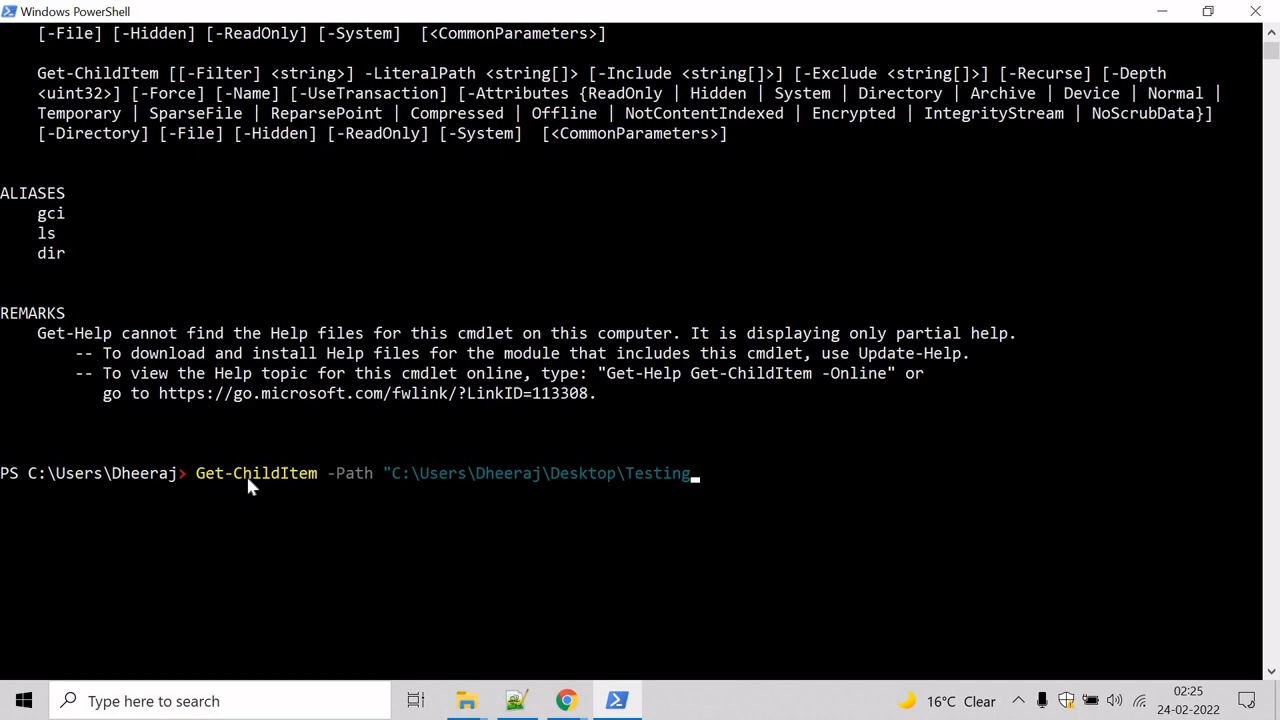 Windows PowerShell
[-File] [-Hidden] [-ReadOnly] [-System]  [<CommonParameters>]
Get-ChildItem [[-Filter] <string>] -LiteralPath <string[]> [-Include <string[]>] [-Exclude <string[]>] [-Recurse] [-Depth
<uint32>] [-Force] [-Name] [-UseTransaction] [-Attributes {ReadOnly | Hidden | System | Directory | Archive | Device | Normal |
Temporary | SparseFile | ReparsePoint | Compressed | Offline | NotContentIndexed | Encrypted | IntegrityStream | NoScrubData}]
[-Directory] [-File] [-Hidden] [-ReadOnly] [-System]  [<CommonParameters>]
ALIASES
gci
ls
dir
REMARKS
Get-Help cannot find the Help files for this cmdlet on this computer. It is displaying only partial help.
-- To download and install Help files for the module that includes this cmdlet, use Update-Help.
-- To view the Help topic for this cmdlet online, type: "Get-Help Get-ChildItem -Online" or
go to https://go.microsoft.com/fwlink/?LinkID=113308.
PS C:\Users\Dheeraj> Get-ChildItem -Path "C:\Users\Dheeraj\Desktop\Testing
Type here to search
16°C Clear
02:25
24-02-2022